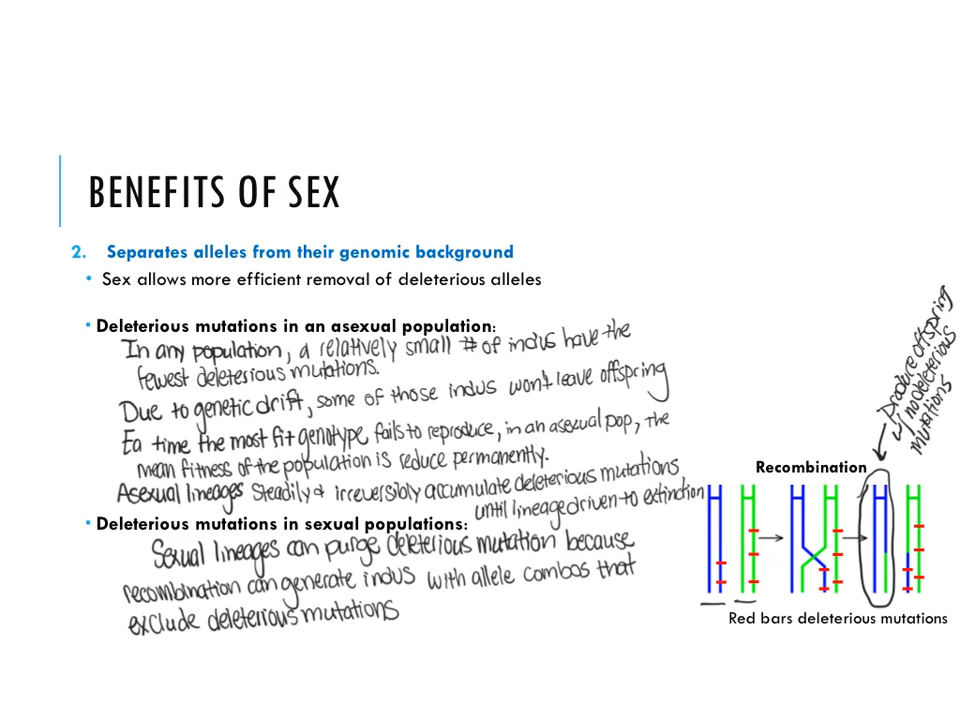 BENEFITS OF SEX
2. Separates alleles from their genomic background
• Sex allows more efficient removal of deleterious alleles
▪ Deleterious mutations in an asexual population:
In any population, a relatively small # of indivs have the
fewest deleterious mutations.
Due to genetic drift, some of those indivs won't leave offspring
Ea time the most fit genotype fails to reproduce, in an asexual pop, the
mean fitness of the population is reduce permanently.
Asexual lineages steadily & irreversibly accumulate deleterious mutations
until lineage driven to extinction
▪ Deleterious mutations in sexual populations:
Sexual lineages can purge deleterious mutation because
recombination can generate indivs with allele combos that
exclude deleterious mutations
produce offspring
w/ no deleterious
mutations
Recombination
Red bars deleterious mutations